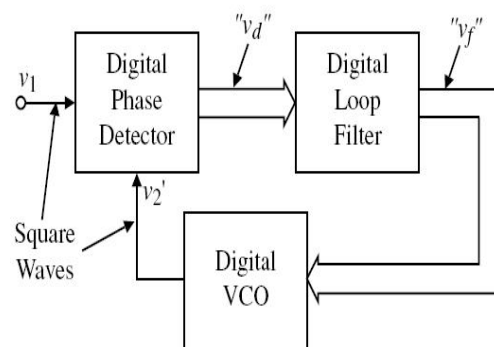 "v_d"
"v_f"
v_1
Digital
Phase
Detector
Digital
Loop
Filter
v_2'
Square
Waves
Digital
VCO